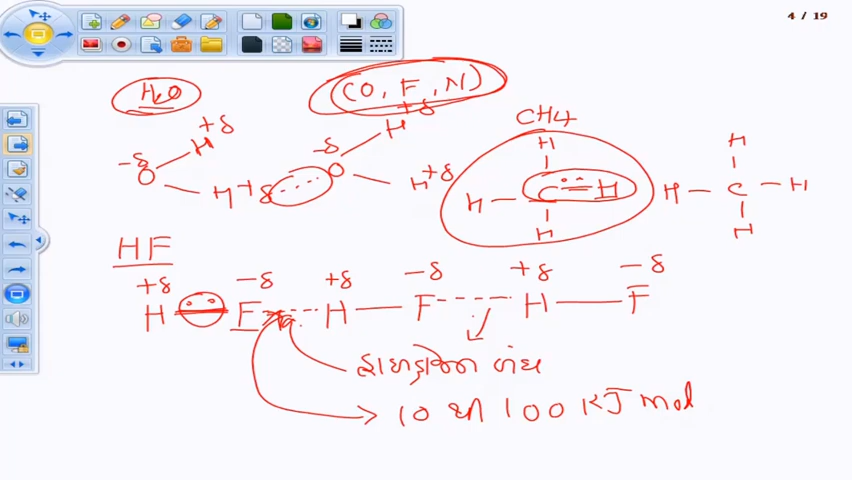 4 / 19
H2O (O, F, N)
CH4
-δ O H +δ H +δ -δ O H +δ H +δ
H H C H H H H C H H
HF
+δ -δ +δ -δ +δ -δ
H F H F H F
હાઇડ્રોજન બંધ
10 થી 100 KJ mol